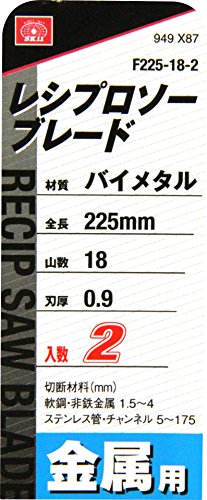 SK11
949 X87
F225-18-2
レシプロソー
ブレード
RECIP SAW BLADE
材質 バイメタル
全長 225mm
山数 18
刃厚 0.9
入数 2
切断材料(mm)
軟鋼・非鉄金属 1.5〜4
ステンレス管・チャンネル 5〜175
金属用